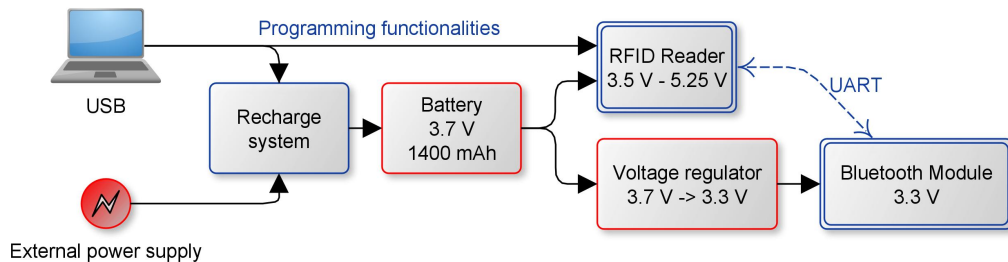 Programming functionalities
USB
Recharge
system
Battery
3.7 V
1400 mAh
RFID Reader
3.5 V - 5.25 V
UART
Voltage regulator
3.7 V -> 3.3 V
Bluetooth Module
3.3 V
External power supply